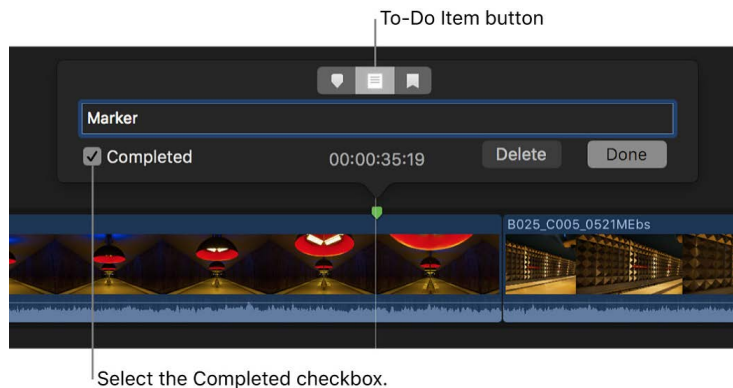 To-Do Item button
Marker
Completed
00:00:35:19
Delete
Done
B025_C005_0521MEbs
Select the Completed checkbox.